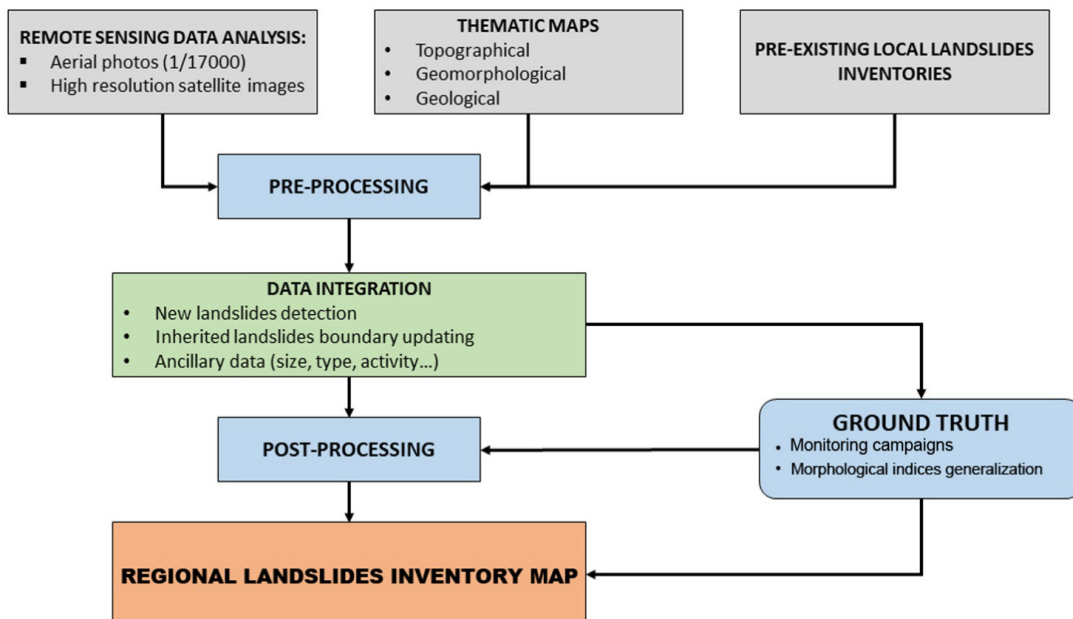 REMOTE SENSING DATA ANALYSIS:
▪ Aerial photos (1/17000)
▪ High resolution satellite images
THEMATIC MAPS
• Topographical
• Geomorphological
• Geological
PRE-EXISTING LOCAL LANDSLIDES
INVENTORIES
PRE-PROCESSING
DATA INTEGRATION
• New landslides detection
• Inherited landslides boundary updating
• Ancillary data (size, type, activity…)
GROUND TRUTH
• Monitoring campaigns
• Morphological indices generalization
POST-PROCESSING
REGIONAL LANDSLIDES INVENTORY MAP